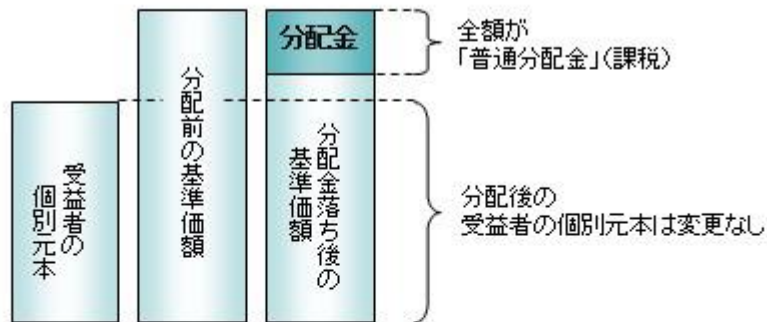 受益者の
個別元本
分配前の基準価額
分配金
分配金落ち後の
基準価額
全額が
「普通分配金」(課税)
分配後の
受益者の個別元本は変更なし